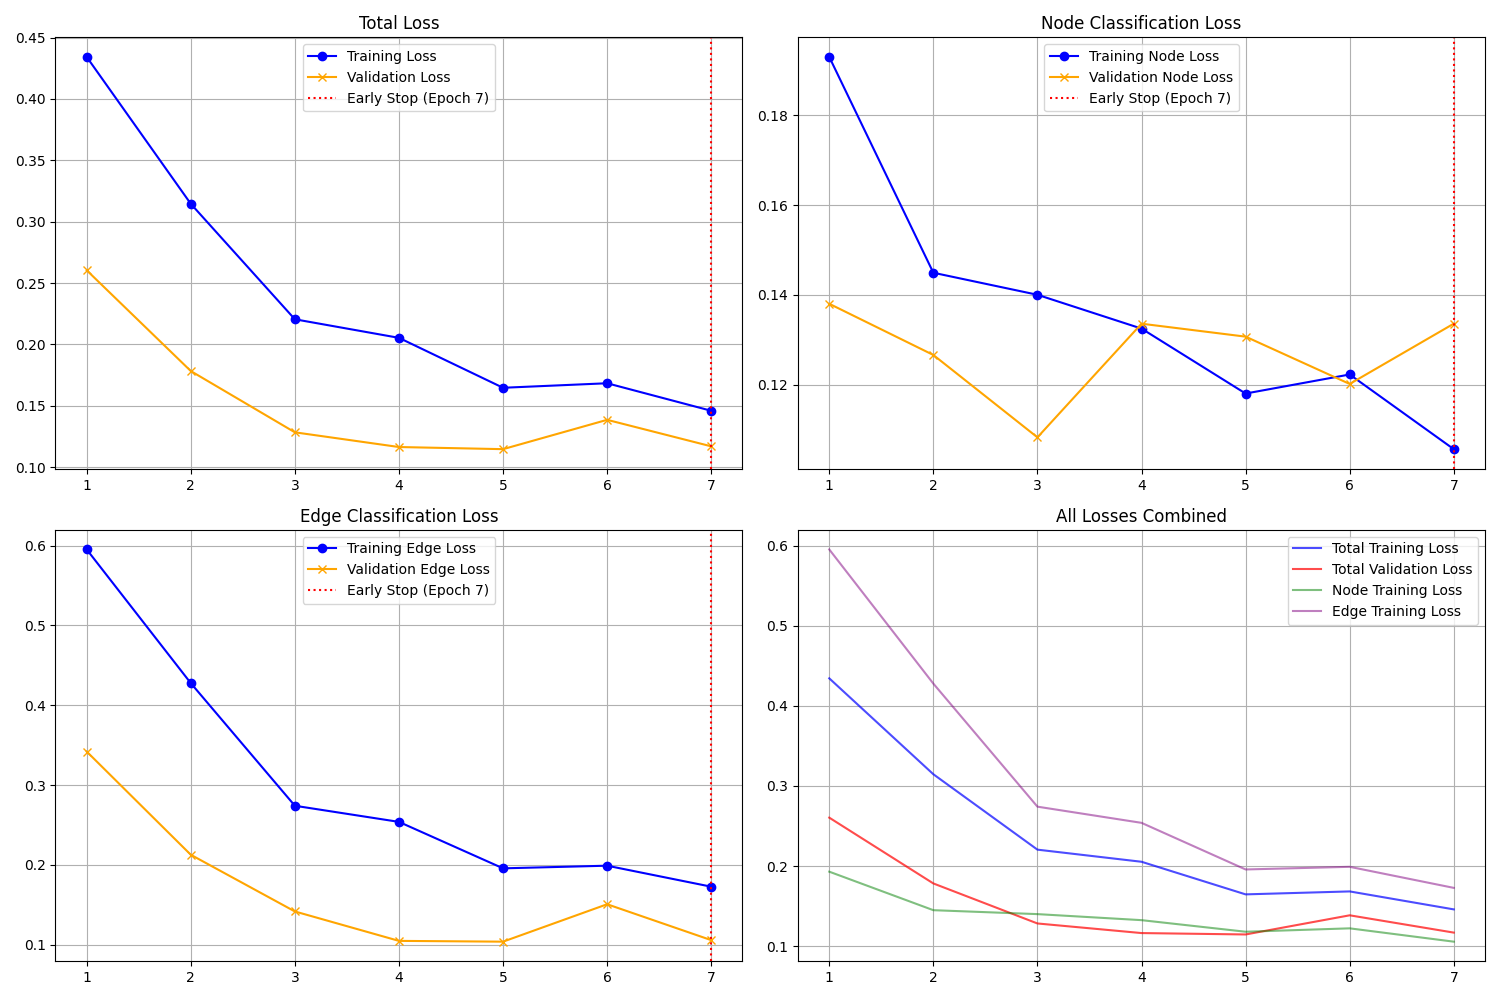 Total Loss
0.45
0.40
0.35
0.30
0.25
0.20
0.15
0.10
Training Loss
Validation Loss
Early Stop (Epoch 7)
1 2 3 4 5 6 7
Node Classification Loss
0.18
0.16
0.14
0.12
Training Node Loss
Validation Node Loss
Early Stop (Epoch 7)
1 2 3 4 5 6 7
Edge Classification Loss
0.6
0.5
0.4
0.3
0.2
0.1
Training Edge Loss
Validation Edge Loss
Early Stop (Epoch 7)
1 2 3 4 5 6 7
All Losses Combined
0.6
0.5
0.4
0.3
0.2
0.1
Total Training Loss
Total Validation Loss
Node Training Loss
Edge Training Loss
1 2 3 4 5 6 7